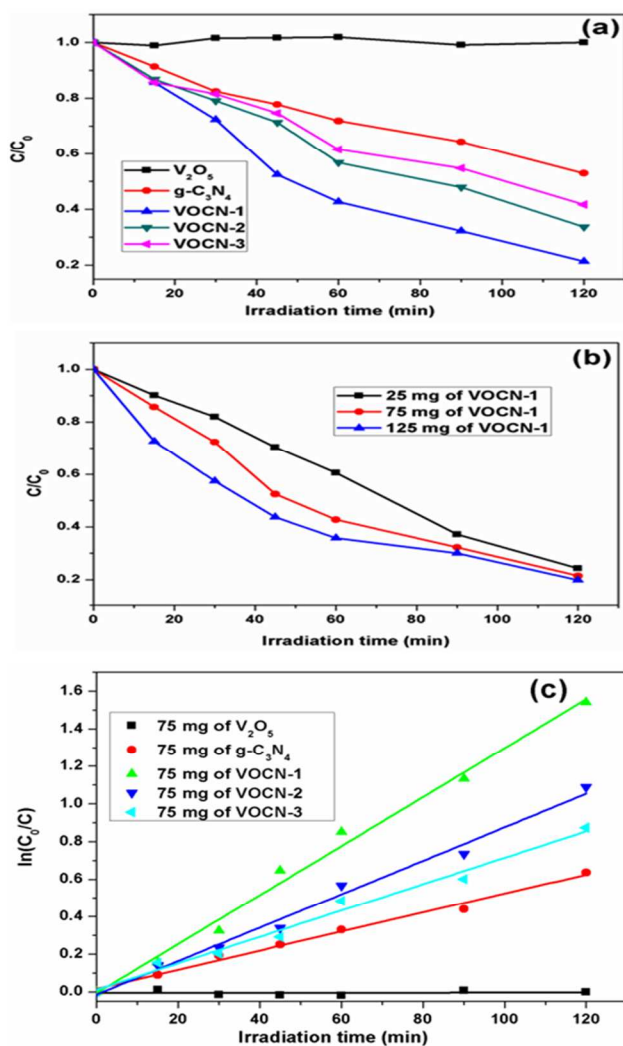 (a)
1.0
0.8
0.6
0.4
0.2
C/C0
V2O5
g-C3N4
VOCN-1
VOCN-2
VOCN-3
0 20 40 60 80 100 120
Irradiation time (min)
(b)
1.0
0.8
0.6
0.4
0.2
C/C0
25 mg of VOCN-1
75 mg of VOCN-1
125 mg of VOCN-1
0 20 40 60 80 100 120
Irradiation time (min)
(c)
1.6
1.4
1.2
1.0
0.8
0.6
0.4
0.2
0.0
ln(C0/C)
75 mg of V2O5
75 mg of g-C3N4
75 mg of VOCN-1
75 mg of VOCN-2
75 mg of VOCN-3
0 20 40 60 80 100 120
Irradiation time (min)